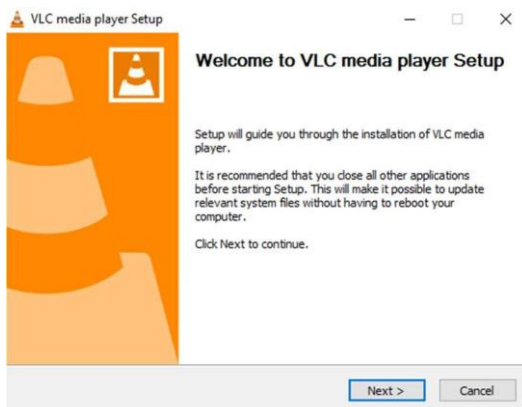 VLC media player Setup
Welcome to VLC media player Setup
Setup will guide you through the installation of VLC media
player.
It is recommended that you close all other applications
before starting Setup. This will make it possible to update
relevant system files without having to reboot your
computer.
Click Next to continue.
Next >
Cancel